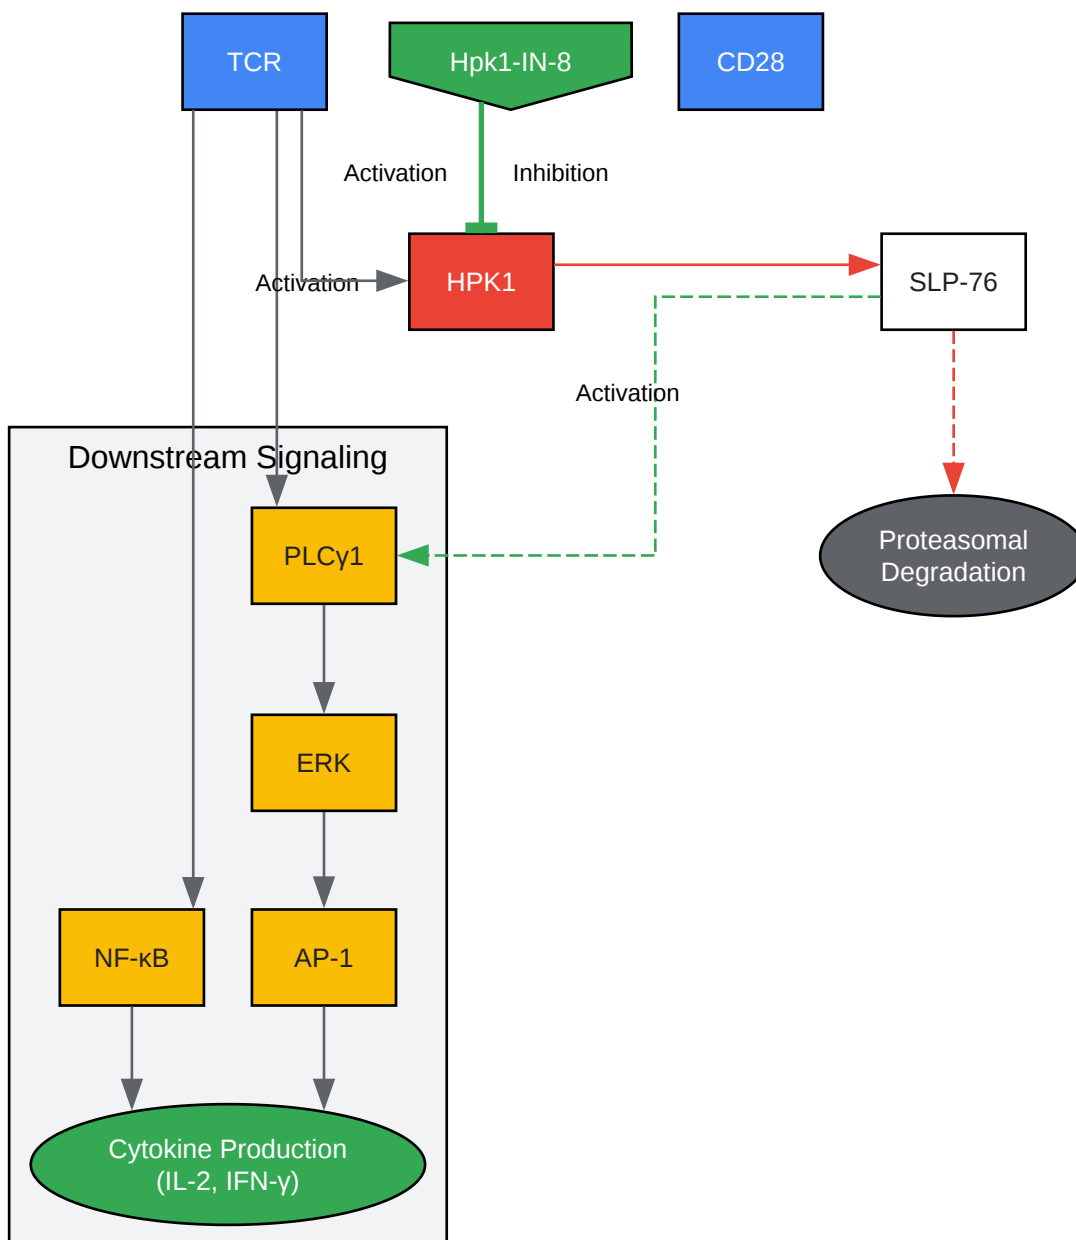 TCR
Hpk1-IN-8
CD28
Activation
Inhibition
Activation
HPK1
SLP-76
Activation
Downstream Signaling
PLCγ1
Proteasomal
Degradation
ERK
NF-κB
AP-1
Cytokine Production
(IL-2, IFN-γ)